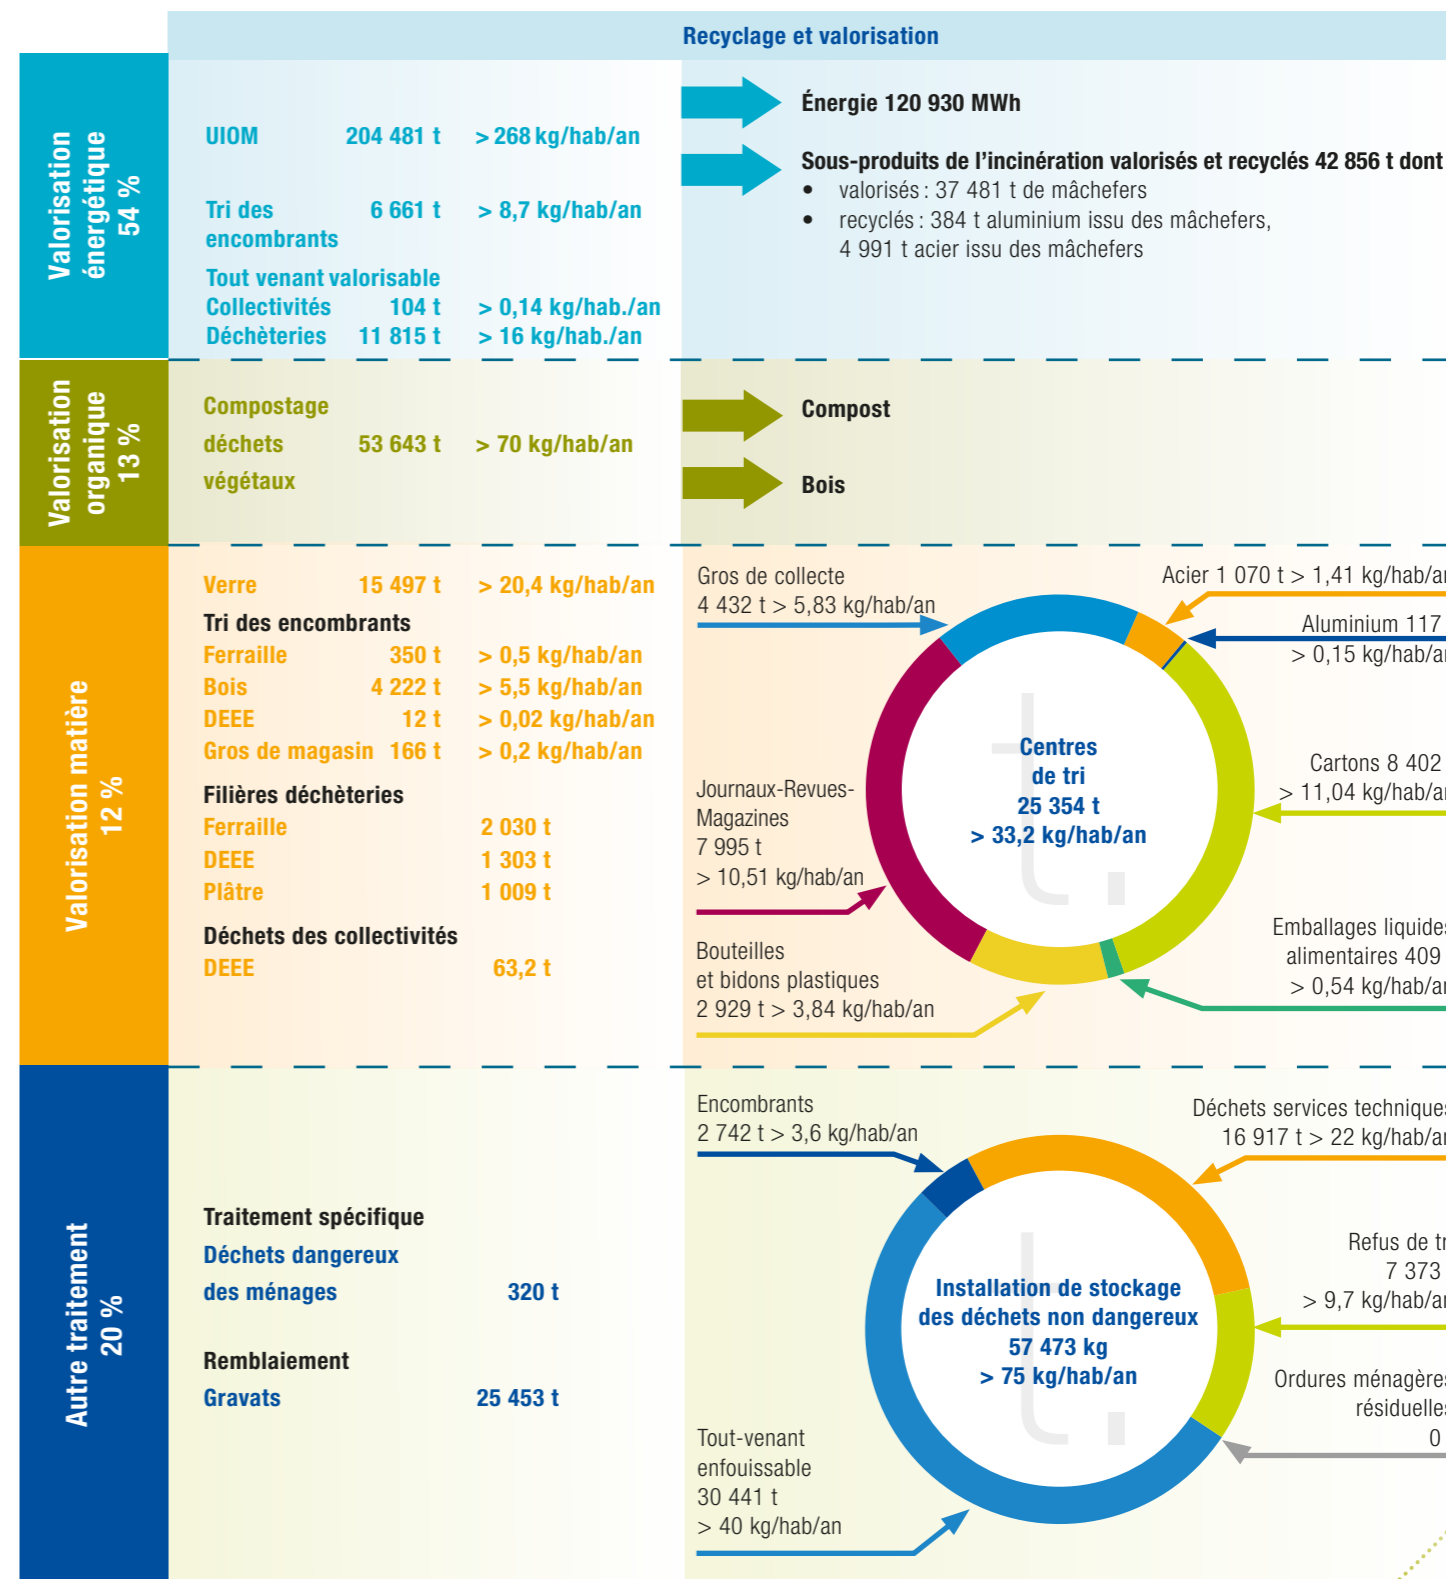 Recyclage et valorisation
Valorisation
énergétique
54 %
UIOM 204 481 t > 268 kg/hab/an
Tri des 6 661 t > 8,7 kg/hab/an
encombrants
Tout venant valorisable
Collectivités 104 t > 0,14 kg/hab./an
Déchèteries 11 815 t > 16 kg/hab./an
Énergie 120 930 MWh
Sous-produits de l’incinération valorisés et recyclés 42 856 t dont
• valorisés : 37 481 t de mâchefers
• recyclés : 384 t aluminium issu des mâchefers,
4 991 t acier issu des mâchefers
Valorisation
organique
13 %
Compostage
déchets 53 643 t > 70 kg/hab/an
végétaux
Compost
Bois
Valorisation matière
12 %
Verre 15 497 t > 20,4 kg/hab/an
Tri des encombrants
Ferraille 350 t > 0,5 kg/hab/an
Bois 4 222 t > 5,5 kg/hab/an
DEEE 12 t > 0,02 kg/hab/an
Gros de magasin 166 t > 0,2 kg/hab/an
Filières déchèteries
Ferraille 2 030 t
DEEE 1 303 t
Plâtre 1 009 t
Déchets des collectivités
DEEE 63,2 t
Gros de collecte
4 432 t > 5,83 kg/hab/an
Acier 1 070 t > 1,41 kg/hab/an
Aluminium 117
> 0,15 kg/hab/an
Centres
de tri
25 354 t
> 33,2 kg/hab/an
Cartons 8 402
> 11,04 kg/hab/an
Journaux-Revues-
Magazines
7 995 t
> 10,51 kg/hab/an
Emballages liquides
alimentaires 409
> 0,54 kg/hab/an
Bouteilles
et bidons plastiques
2 929 t > 3,84 kg/hab/an
Autre traitement
20 %
Traitement spécifique
Déchets dangereux
des ménages 320 t
Remblaiement
Gravats 25 453 t
Encombrants
2 742 t > 3,6 kg/hab/an
Déchets services techniques
16 917 t > 22 kg/hab/an
Installation de stockage
des déchets non dangereux
57 473 kg
> 75 kg/hab/an
Refus de tr
7 373
> 9,7 kg/hab/an
Ordures ménagères
résiduelles
0
Tout-venant
enfouissable
30 441 t
> 40 kg/hab/an